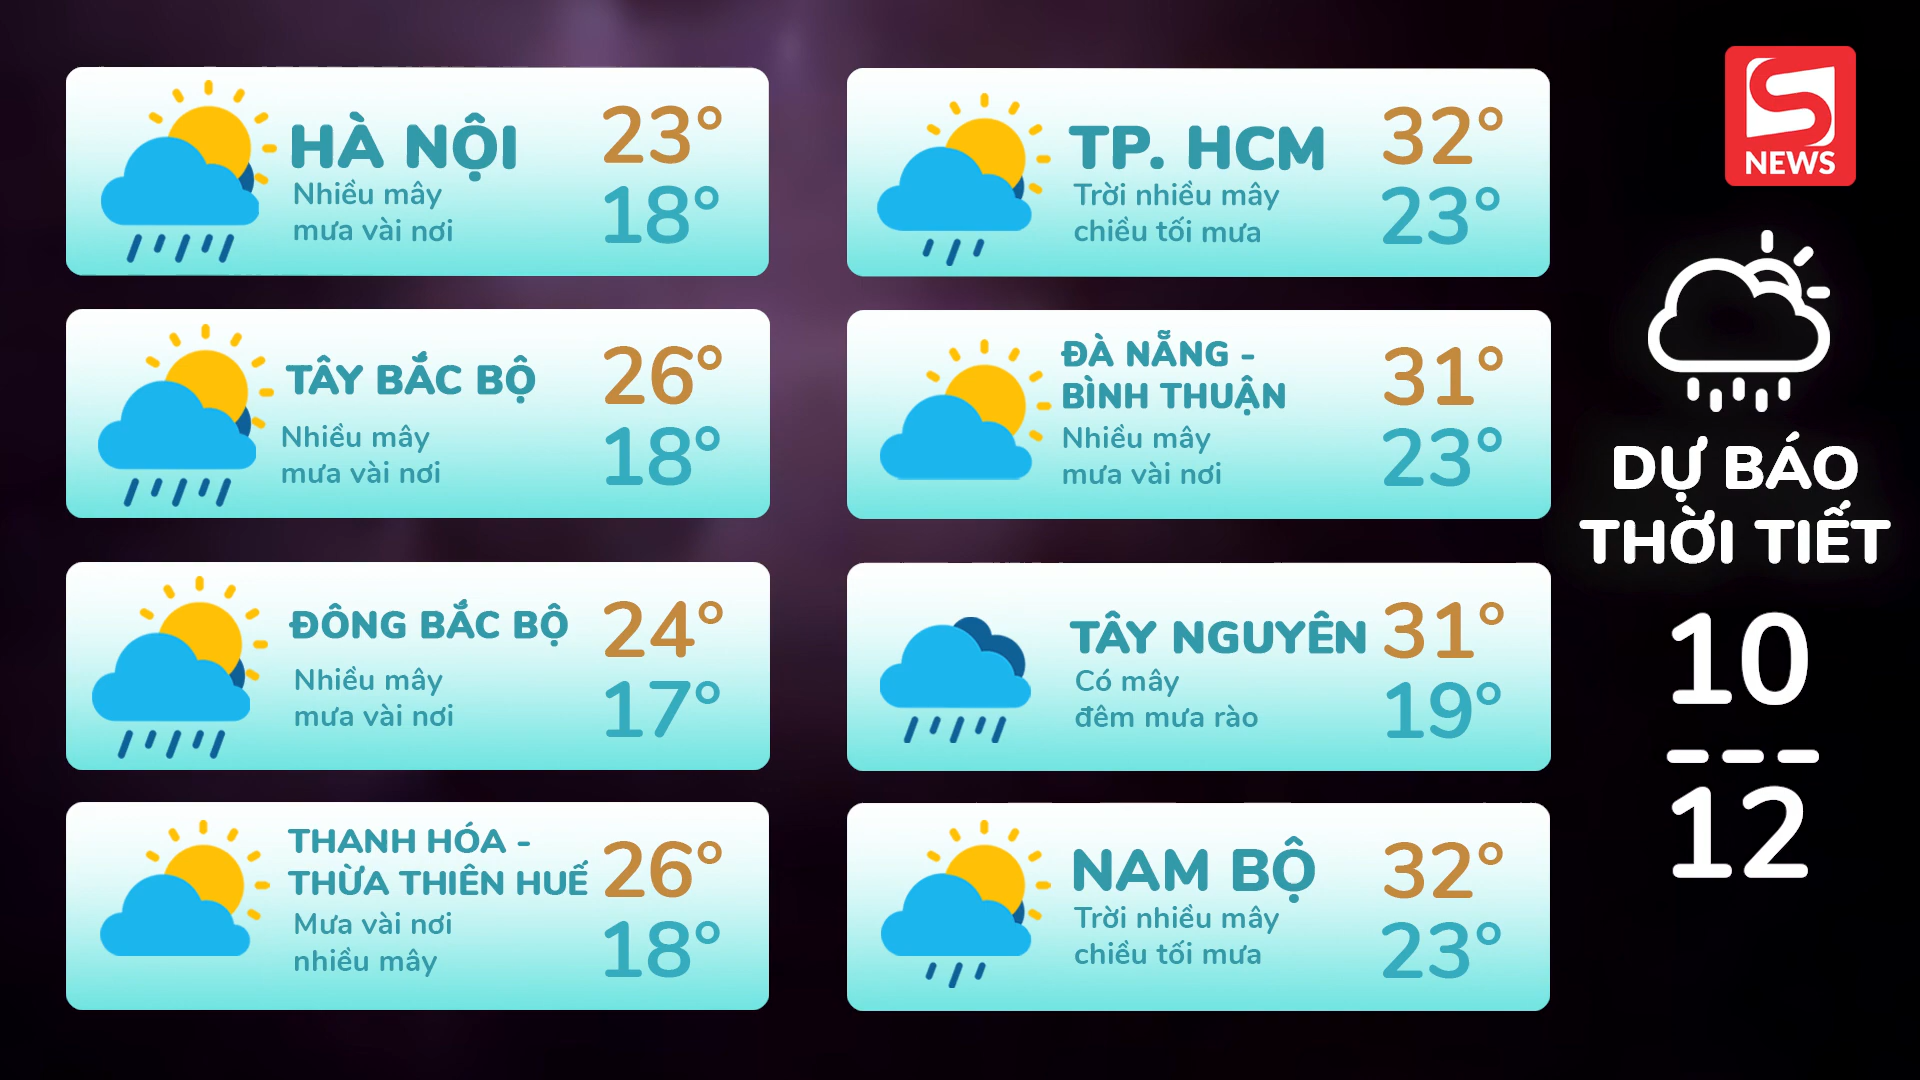 HÀ NỘI
Nhiều mây
mưa vài nơi
23°
18°
TP. HCM
Trời nhiều mây
chiều tối mưa
32°
23°
TÂY BẮC BỘ
Nhiều mây
mưa vài nơi
26°
18°
ĐÀ NẴNG -
BÌNH THUẬN
Nhiều mây
mưa vài nơi
31°
23°
ĐÔNG BẮC BỘ
Nhiều mây
mưa vài nơi
24°
17°
TÂY NGUYÊN
Có mây
đêm mưa rào
31°
19°
THANH HÓA -
THỪA THIÊN HUẾ
Mưa vài nơi
nhiều mây
26°
18°
NAM BỘ
Trời nhiều mây
chiều tối mưa
32°
23°
S
NEWS
DỰ BÁO
THỜI TIẾT
10
12